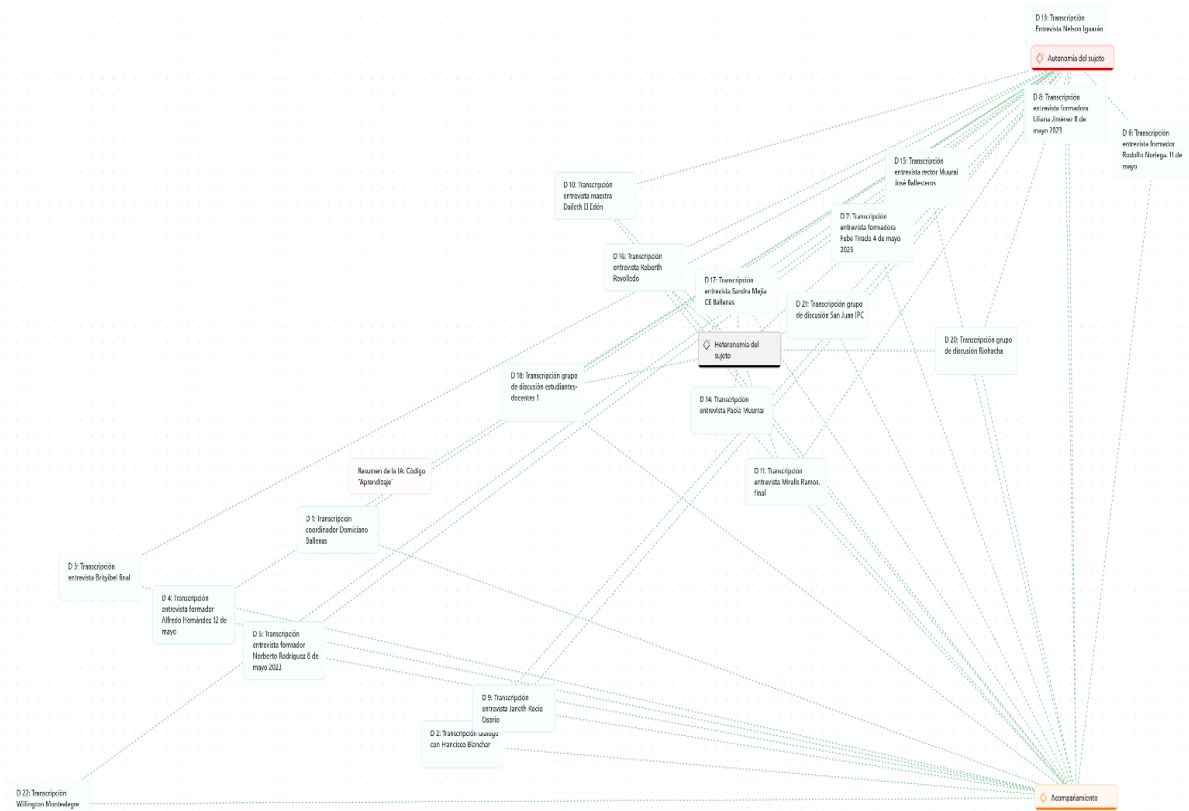 D 13: Transcripción
Entrevista Nelson Iguarán
Autonomía del sujeto
D 8: Transcripción
entrevista formadora
Liliana Jiménez 8 de
mayo 2023
D 6: Transcripción
entrevista formador
Rodolfo Noriega. 11 de
mayo
D 15: Transcripción
entrevista rector Muurai
José Ballesteros
D 10: Transcripción
entrevista maestra
Daileth El Edén
D 7: Transcripción
entrevista formadora
Febe Tirado 4 de mayo
2023
D 16: Transcripción
entrevista Roberth
Revolledo
D 17: Transcripción
entrevista Sandra Mejía
CE Ballenas
D 21: Transcripción grupo
de discusión San Juan IPC
Heteronomía del
sujeto
D 20: Transcripción grupo
de discusión Riohacha
D 18: Transcripción grupo
de discusión estudiantes-
docentes 1
D 14: Transcripción
entrevista Paola Muurrai
Resumen de la IA: Código
"Aprendizaje"
D 11: Transcripción
entrevista Miralis Ramos.
final
D 1: Transcripción
coordinador Domiciano
Ballenas
D 3: Transcripción
entrevista Brityibel final
D 4: Transcripción
entrevista formador
Alfredo Hernández 12 de
mayo
D 5: Transcripción
entrevista formador
Norberto Rodríguez 8 de
mayo 2023
D 9: Transcripción
entrevista Janeth Rocío
Osorio
D 2: Transcripción diálogo
con Francisco Blanchar
D 22: Transcripción
Willington Montealegre
Acompañamiento